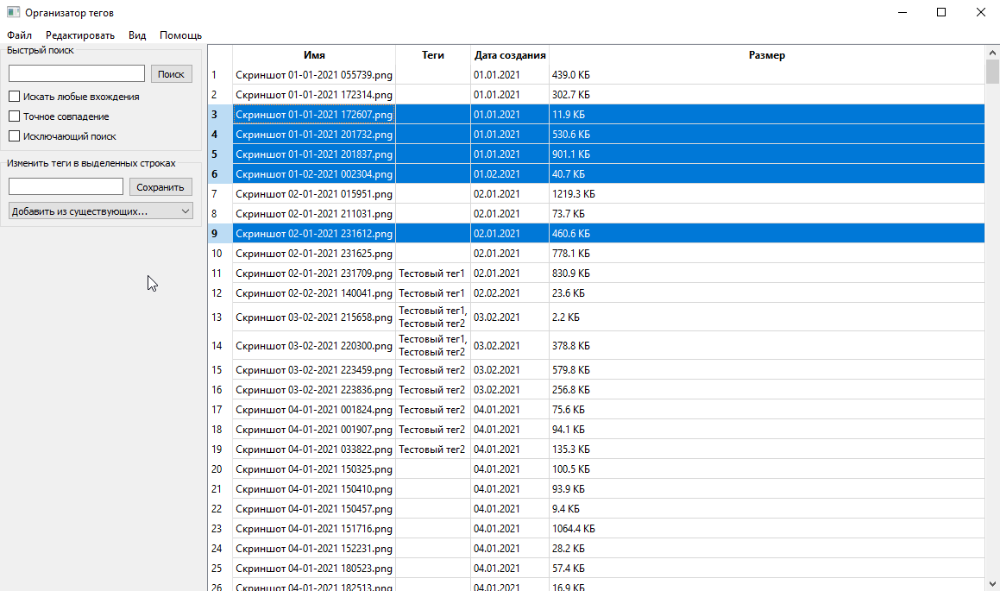 Организатор тегов
Файл Редактировать Вид Помощь
Быстрый поиск
Поиск
Искать любые вхождения
Точное совпадение
Исключающий поиск
Изменить теги в выделенных строках
Сохранить
Добавить из существующих...
Имя Теги Дата создания Размер
1 Скриншот 01-01-2021 055739.png 01.01.2021 439.0 КБ
2 Скриншот 01-01-2021 172314.png 01.01.2021 302.7 КБ
3 Скриншот 01-01-2021 172607.png 01.01.2021 11.9 КБ
4 Скриншот 01-01-2021 201732.png 01.01.2021 530.6 КБ
5 Скриншот 01-01-2021 201837.png 01.01.2021 901.1 КБ
6 Скриншот 01-02-2021 002304.png 01.02.2021 40.7 КБ
7 Скриншот 02-01-2021 015951.png 02.01.2021 1219.3 КБ
8 Скриншот 02-01-2021 211031.png 02.01.2021 73.7 КБ
9 Скриншот 02-01-2021 231612.png 02.01.2021 460.6 КБ
10 Скриншот 02-01-2021 231625.png 02.01.2021 778.1 КБ
11 Скриншот 02-01-2021 231709.png Тестовый тег1 02.01.2021 830.9 КБ
12 Скриншот 02-02-2021 140041.png Тестовый тег1 02.02.2021 23.6 КБ
13 Скриншот 03-02-2021 215658.png Тестовый тег1, 03.02.2021 2.2 КБ
Тестовый тег2
14 Скриншот 03-02-2021 220300.png Тестовый тег1, 03.02.2021 378.8 КБ
Тестовый тег2
15 Скриншот 03-02-2021 223459.png Тестовый тег2 03.02.2021 579.8 КБ
16 Скриншот 03-02-2021 223836.png Тестовый тег2 03.02.2021 256.8 КБ
17 Скриншот 04-01-2021 001824.png Тестовый тег2 04.01.2021 75.6 КБ
18 Скриншот 04-01-2021 001907.png Тестовый тег2 04.01.2021 94.1 КБ
19 Скриншот 04-01-2021 033822.png Тестовый тег2 04.01.2021 135.3 КБ
20 Скриншот 04-01-2021 150325.png 04.01.2021 100.5 КБ
21 Скриншот 04-01-2021 150410.png 04.01.2021 93.9 КБ
22 Скриншот 04-01-2021 150457.png 04.01.2021 9.4 КБ
23 Скриншот 04-01-2021 151716.png 04.01.2021 1064.4 КБ
24 Скриншот 04-01-2021 152231.png 04.01.2021 28.2 КБ
25 Скриншот 04-01-2021 180523.png 04.01.2021 57.4 КБ
26 Скриншот 04-01-2021 182513.png 04.01.2021 16.9 КБ